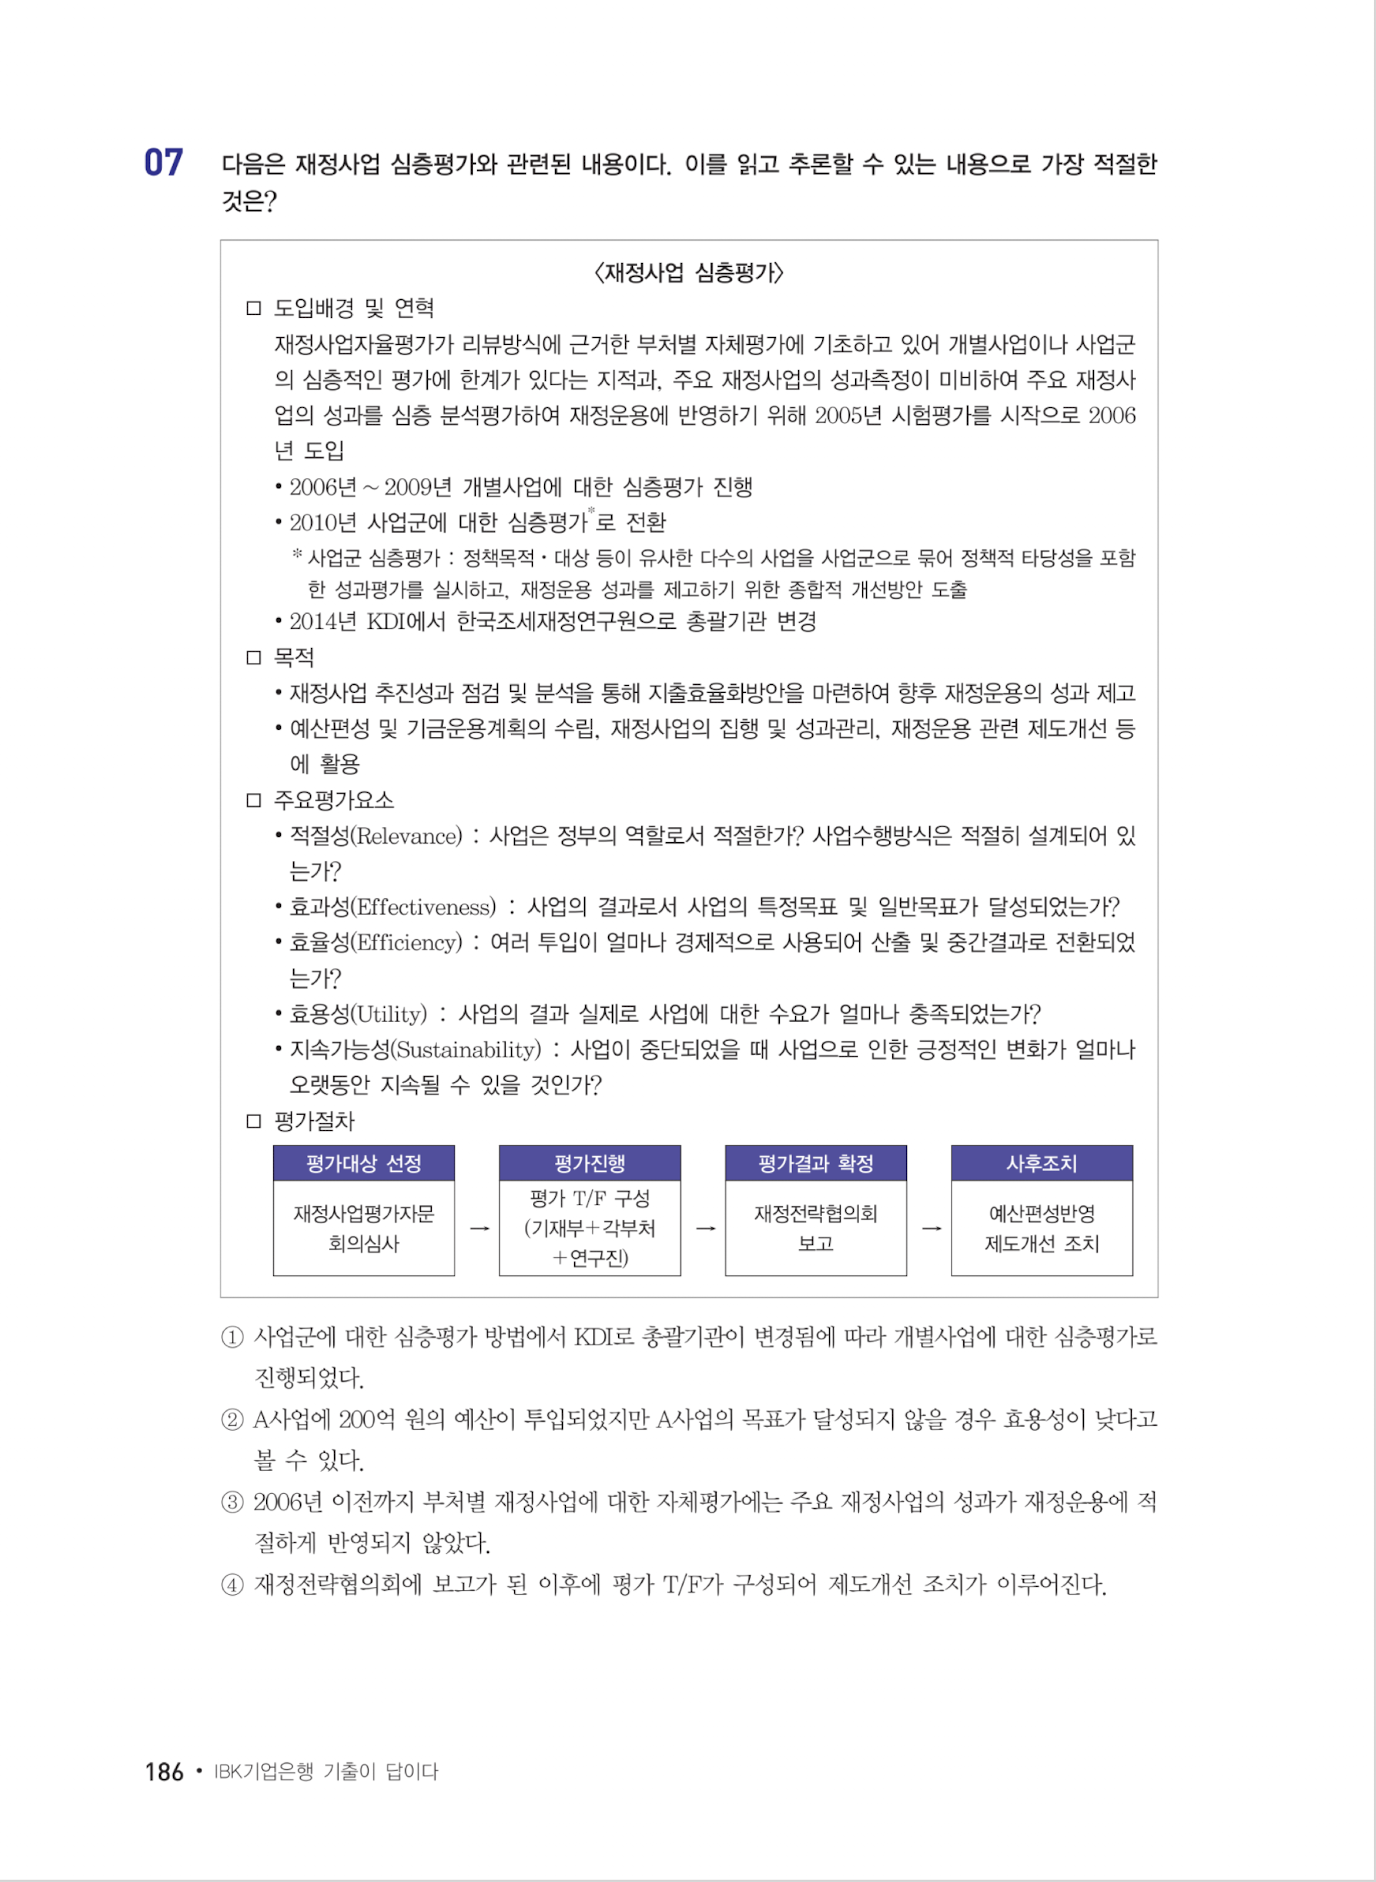 07 다음은 재정사업 심층평가와 관련된 내용이다. 이를 읽고 추론할 수 있는 내용으로 가장 적절한
것은?
〈재정사업 심층평가〉
□ 도입배경 및 연혁
재정사업자율평가가 리뷰방식에 근거한 부처별 자체평가에 기초하고 있어 개별사업이나 사업군
의 심층적인 평가에 한계가 있다는 지적과, 주요 재정사업의 성과측정이 미비하여 주요 재정사
업의 성과를 심층 분석평가하여 재정운용에 반영하기 위해 2005년 시험평가를 시작으로 2006
년 도입
• 2006년 ~ 2009년 개별사업에 대한 심층평가 진행
• 2010년 사업군에 대한 심층평가*로 전환
* 사업군 심층평가 : 정책목적·대상 등이 유사한 다수의 사업을 사업군으로 묶어 정책적 타당성을 포함
한 성과평가를 실시하고, 재정운용 성과를 제고하기 위한 종합적 개선방안 도출
• 2014년 KDI에서 한국조세재정연구원으로 총괄기관 변경
□ 목적
• 재정사업 추진성과 점검 및 분석을 통해 지출효율화방안을 마련하여 향후 재정운용의 성과 제고
• 예산편성 및 기금운용계획의 수립, 재정사업의 집행 및 성과관리, 재정운용 관련 제도개선 등
에 활용
□ 주요평가요소
• 적절성(Relevance) : 사업은 정부의 역할로서 적절한가? 사업수행방식은 적절히 설계되어 있
는가?
• 효과성(Effectiveness) : 사업의 결과로서 사업의 특정목표 및 일반목표가 달성되었는가?
• 효율성(Efficiency) : 여러 투입이 얼마나 경제적으로 사용되어 산출 및 중간결과로 전환되었
는가?
• 효용성(Utility) : 사업의 결과 실제로 사업에 대한 수요가 얼마나 충족되었는가?
• 지속가능성(Sustainability) : 사업이 중단되었을 때 사업으로 인한 긍정적인 변화가 얼마나
오랫동안 지속될 수 있을 것인가?
□ 평가절차
평가대상 선정
재정사업평가자문
회의심사
→
평가진행
평가 T/F 구성
(기재부+각부처
+연구진)
→
평가결과 확정
재정전략협의회
보고
→
사후조치
예산편성반영
제도개선 조치
① 사업군에 대한 심층평가 방법에서 KDI로 총괄기관이 변경됨에 따라 개별사업에 대한 심층평가로
진행되었다.
② A사업에 200억 원의 예산이 투입되었지만 A사업의 목표가 달성되지 않을 경우 효용성이 낮다고
볼 수 있다.
③ 2006년 이전까지 부처별 재정사업에 대한 자체평가에는 주요 재정사업의 성과가 재정운용에 적
절하게 반영되지 않았다.
④ 재정전략협의회에 보고가 된 이후에 평가 T/F가 구성되어 제도개선 조치가 이루어진다.
186 • IBK기업은행 기출이 답이다